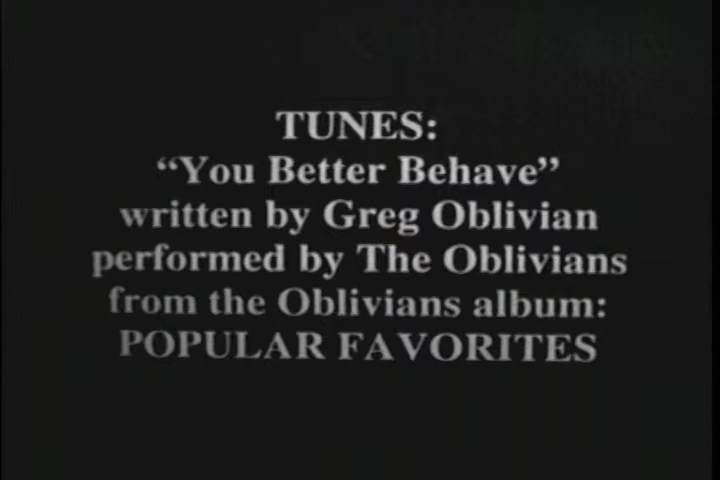 TUNES:
“You Better Behave”
written by Greg Oblivian
performed by The Oblivians
from the Oblivians album:
POPULAR FAVORITES